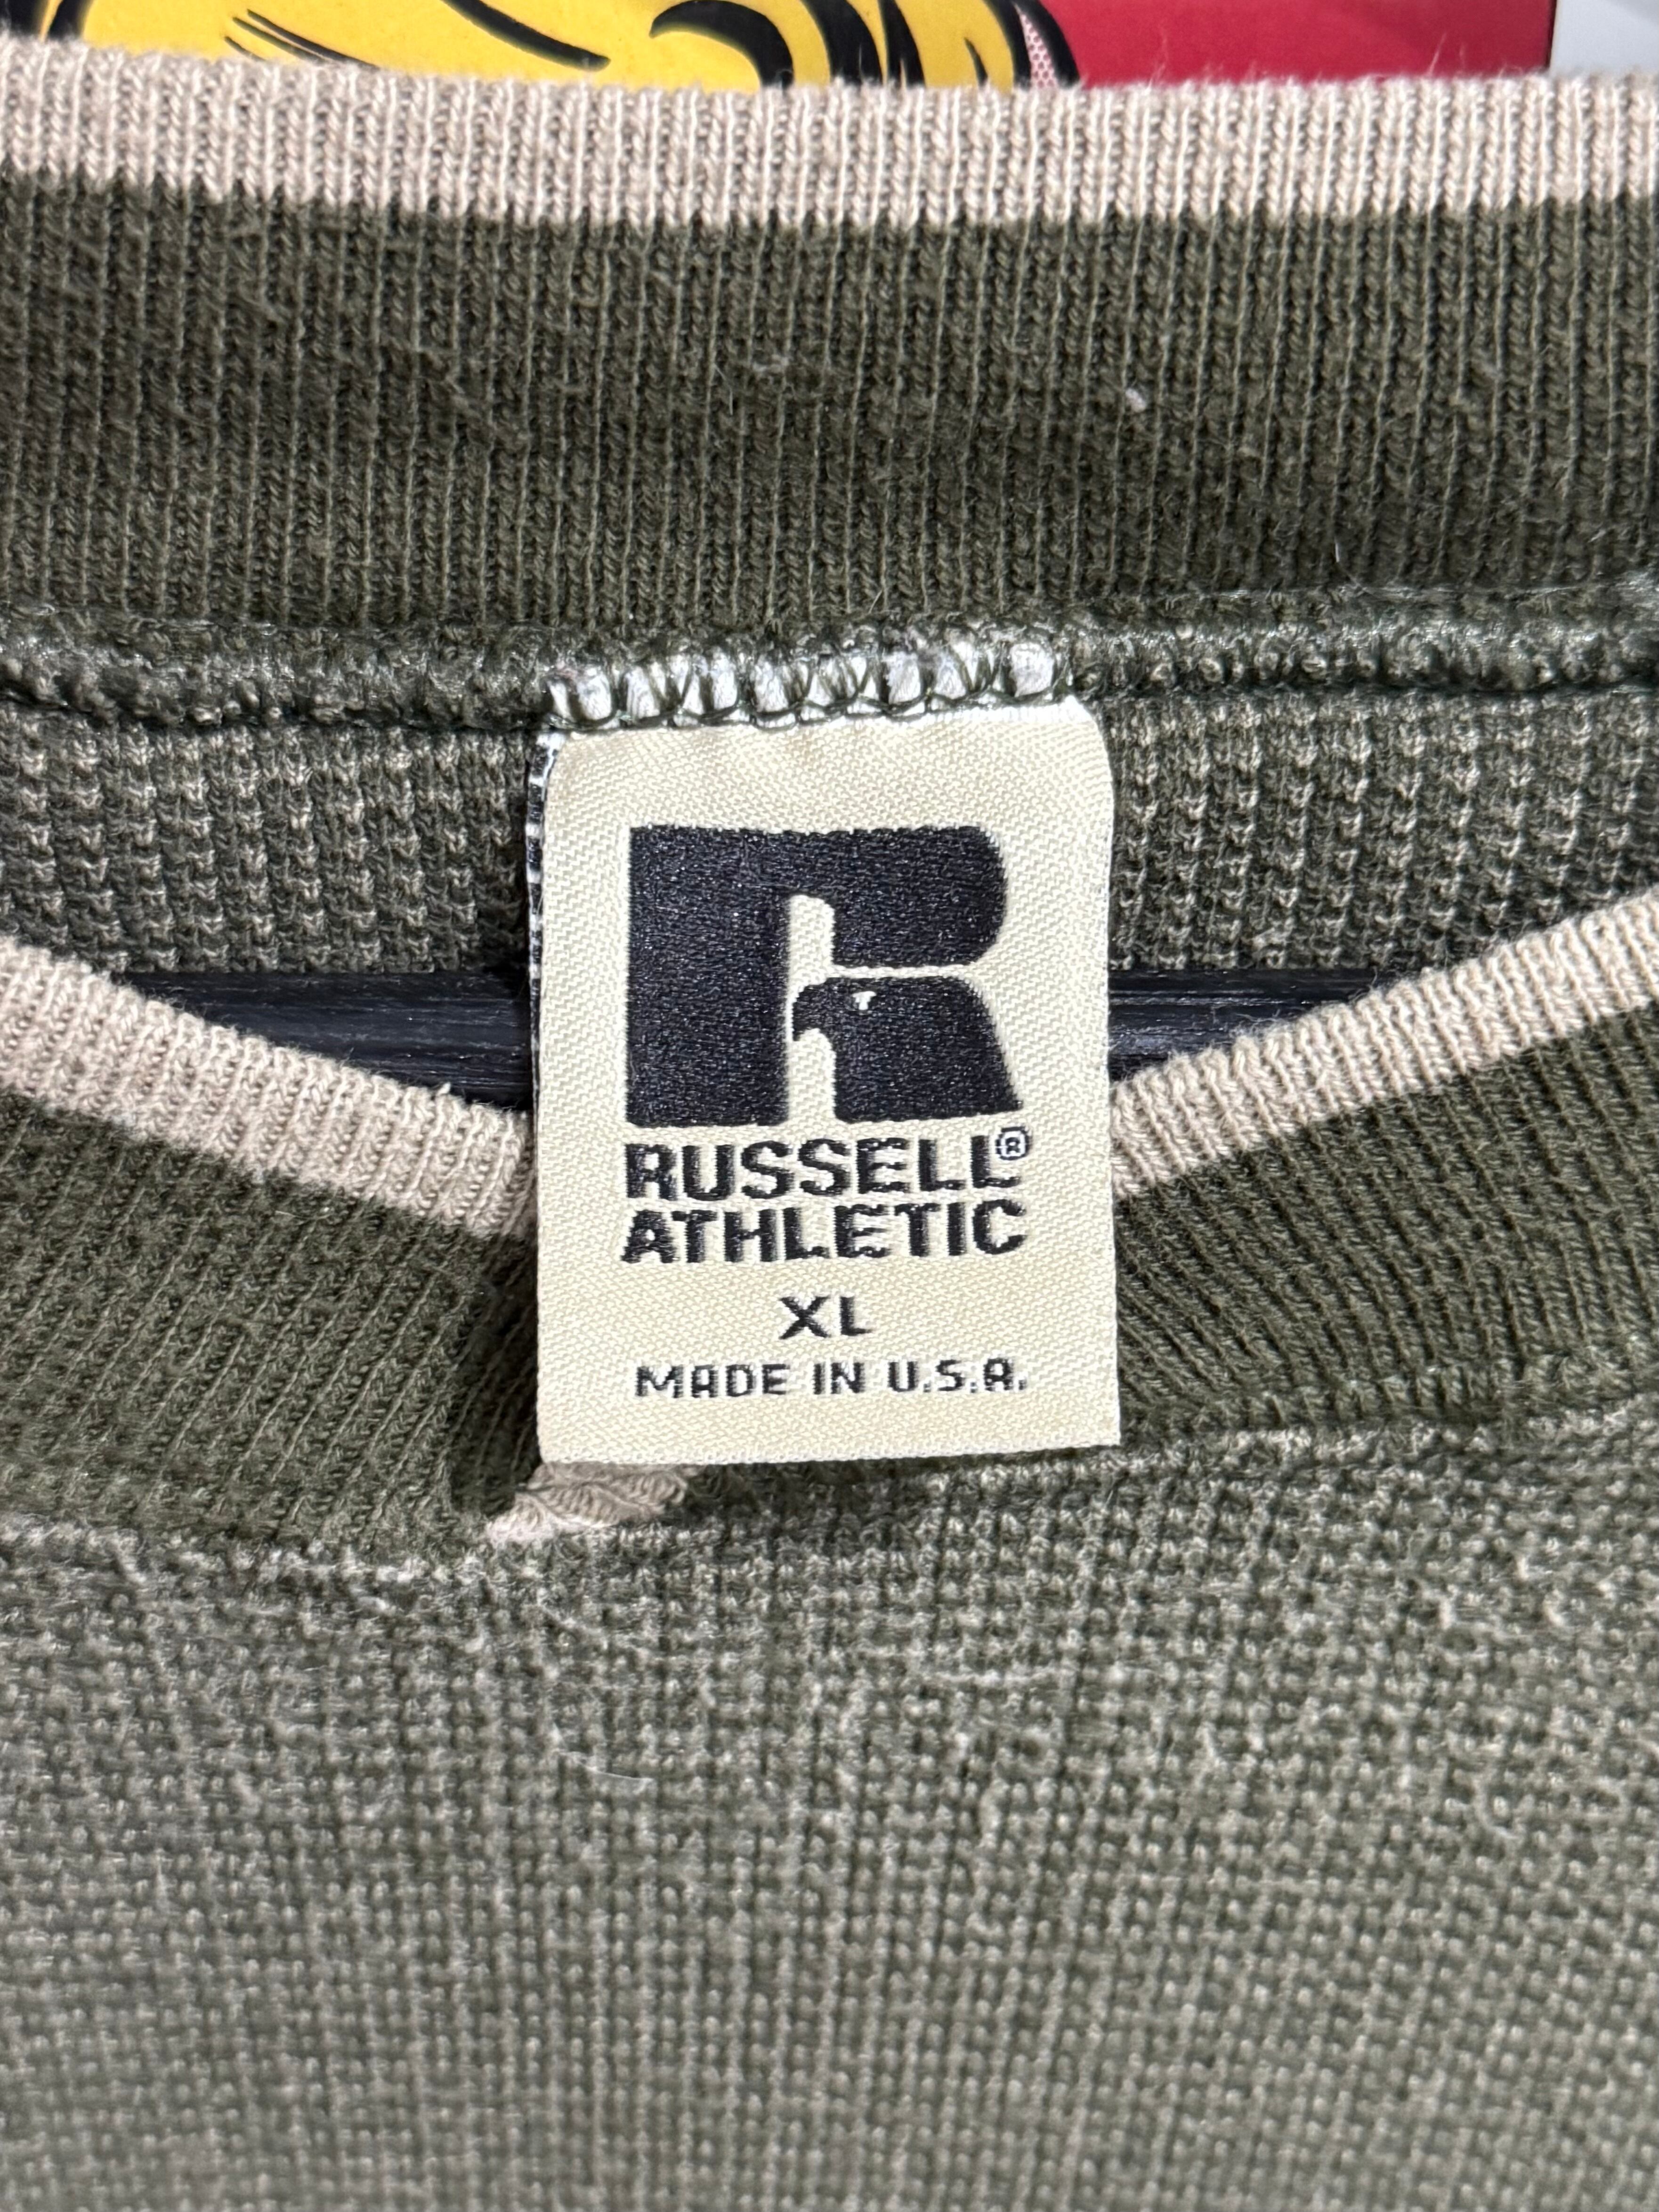 RUSSELL®
ATHLETIC
XL
MADE IN U.S.A.